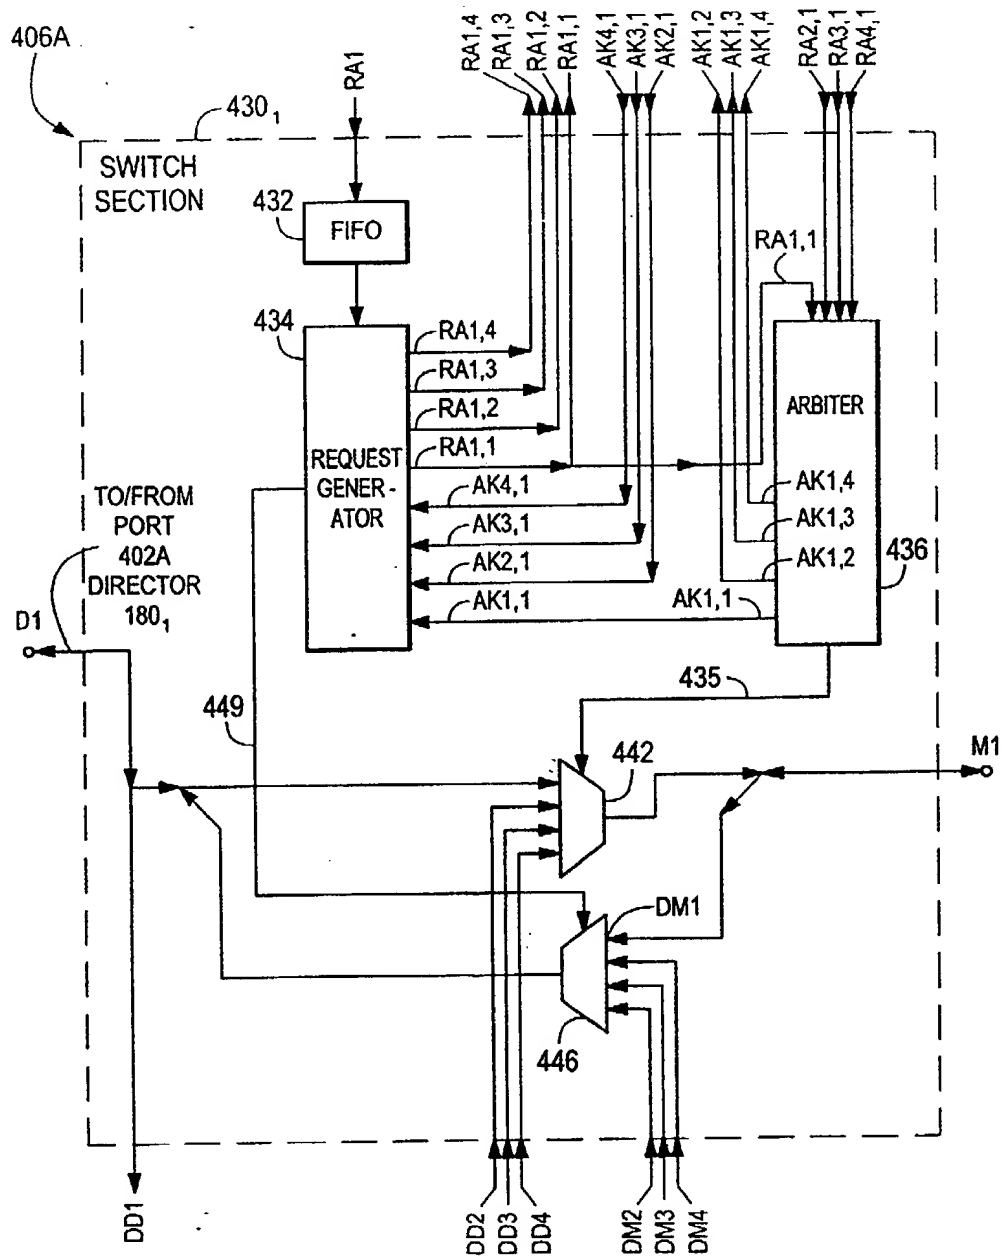 406A
430₁
RA1
RA1,4
RA1,3
RA1,2
RA1,1
AK4,1
AK3,1
AK2,1
AK1,2
AK1,3
AK1,4
RA2,1
RA3,1
RA4,1
SWITCH
SECTION
432
FIFO
RA1,1
434
RA1,4
RA1,3
RA1,2
RA1,1
REQUEST
GENER-
ATOR
AK4,1
AK3,1
AK2,1
AK1,1
ARBITER
AK1,4
AK1,3
AK1,2
AK1,1
436
TO/FROM
PORT
402A
DIRECTOR
180₁
D1
435
449
442
M1
DM1
446
DD1
DD2
DD3
DD4
DM2
DM3
DM4